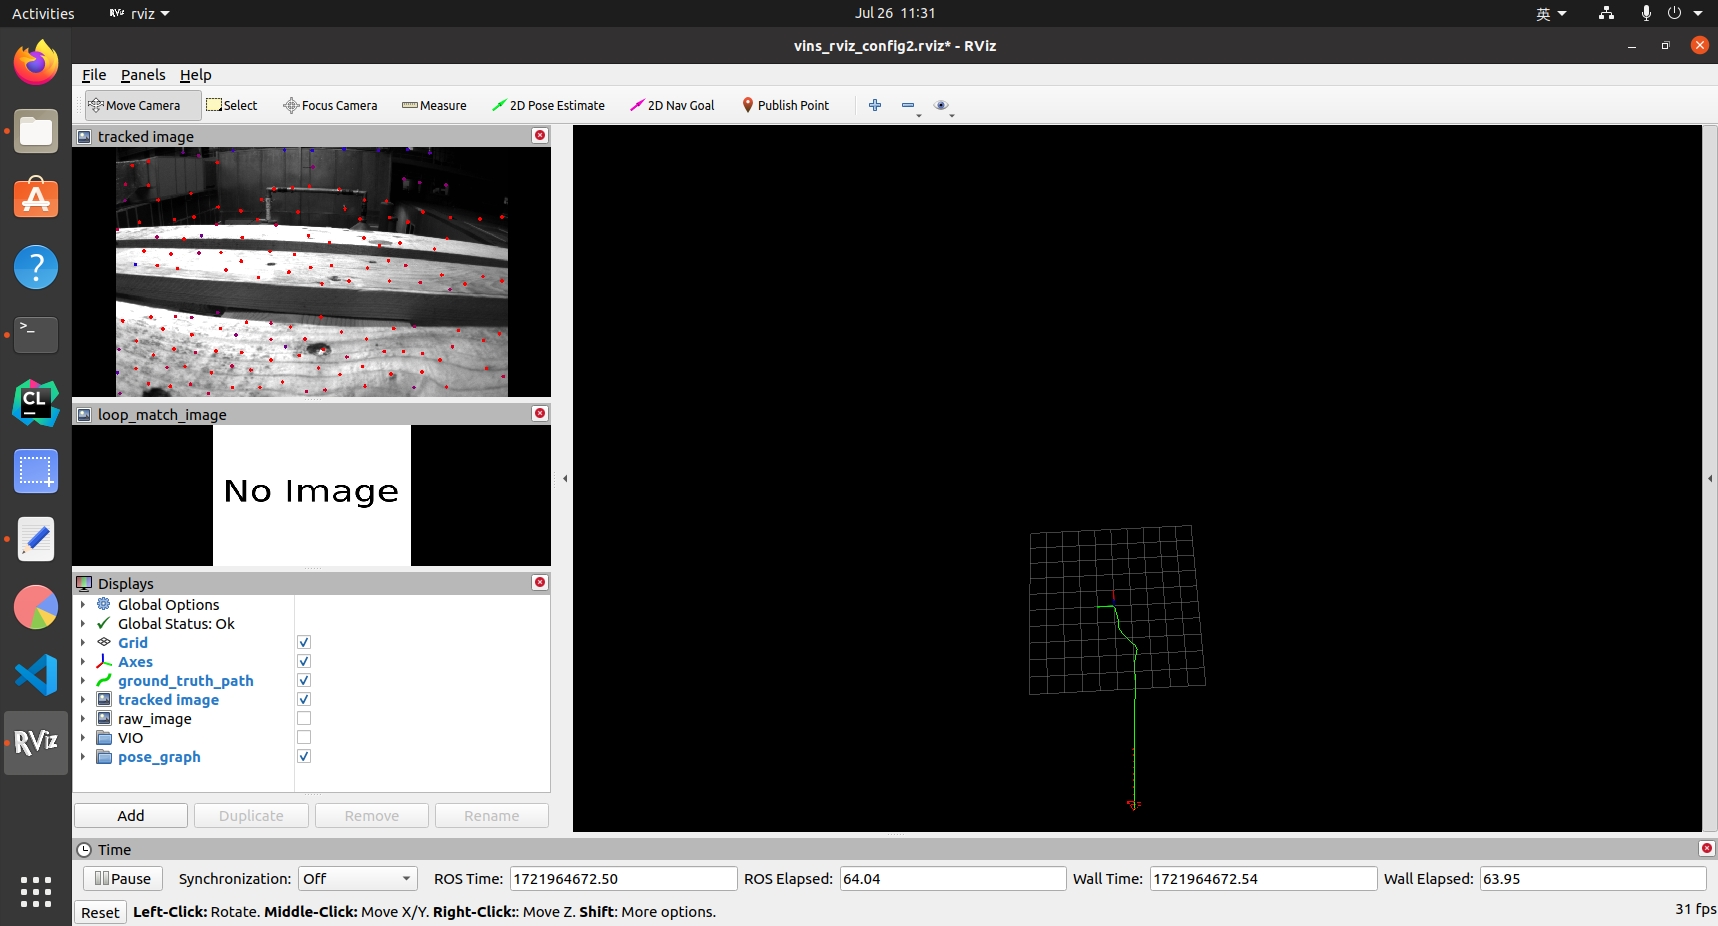 Activities
RViz rviz
Jul 26 11:31
英
vins_rviz_config2.rviz* - RViz
File Panels Help
Move Camera Select Focus Camera Measure 2D Pose Estimate 2D Nav Goal Publish Point
tracked image
loop_match_image
No Image
Displays
Global Options
Global Status: Ok
Grid
Axes
ground_truth_path
tracked image
raw_image
VIO
pose_graph
Add Duplicate Remove Rename
Time
Pause Synchronization: Off ROS Time: 1721964672.50 ROS Elapsed: 64.04 Wall Time: 1721964672.54 Wall Elapsed: 63.95
Reset Left-Click: Rotate. Middle-Click: Move X/Y. Right-Click:: Move Z. Shift: More options. 31 fps
A
?
>_
CL
RViz